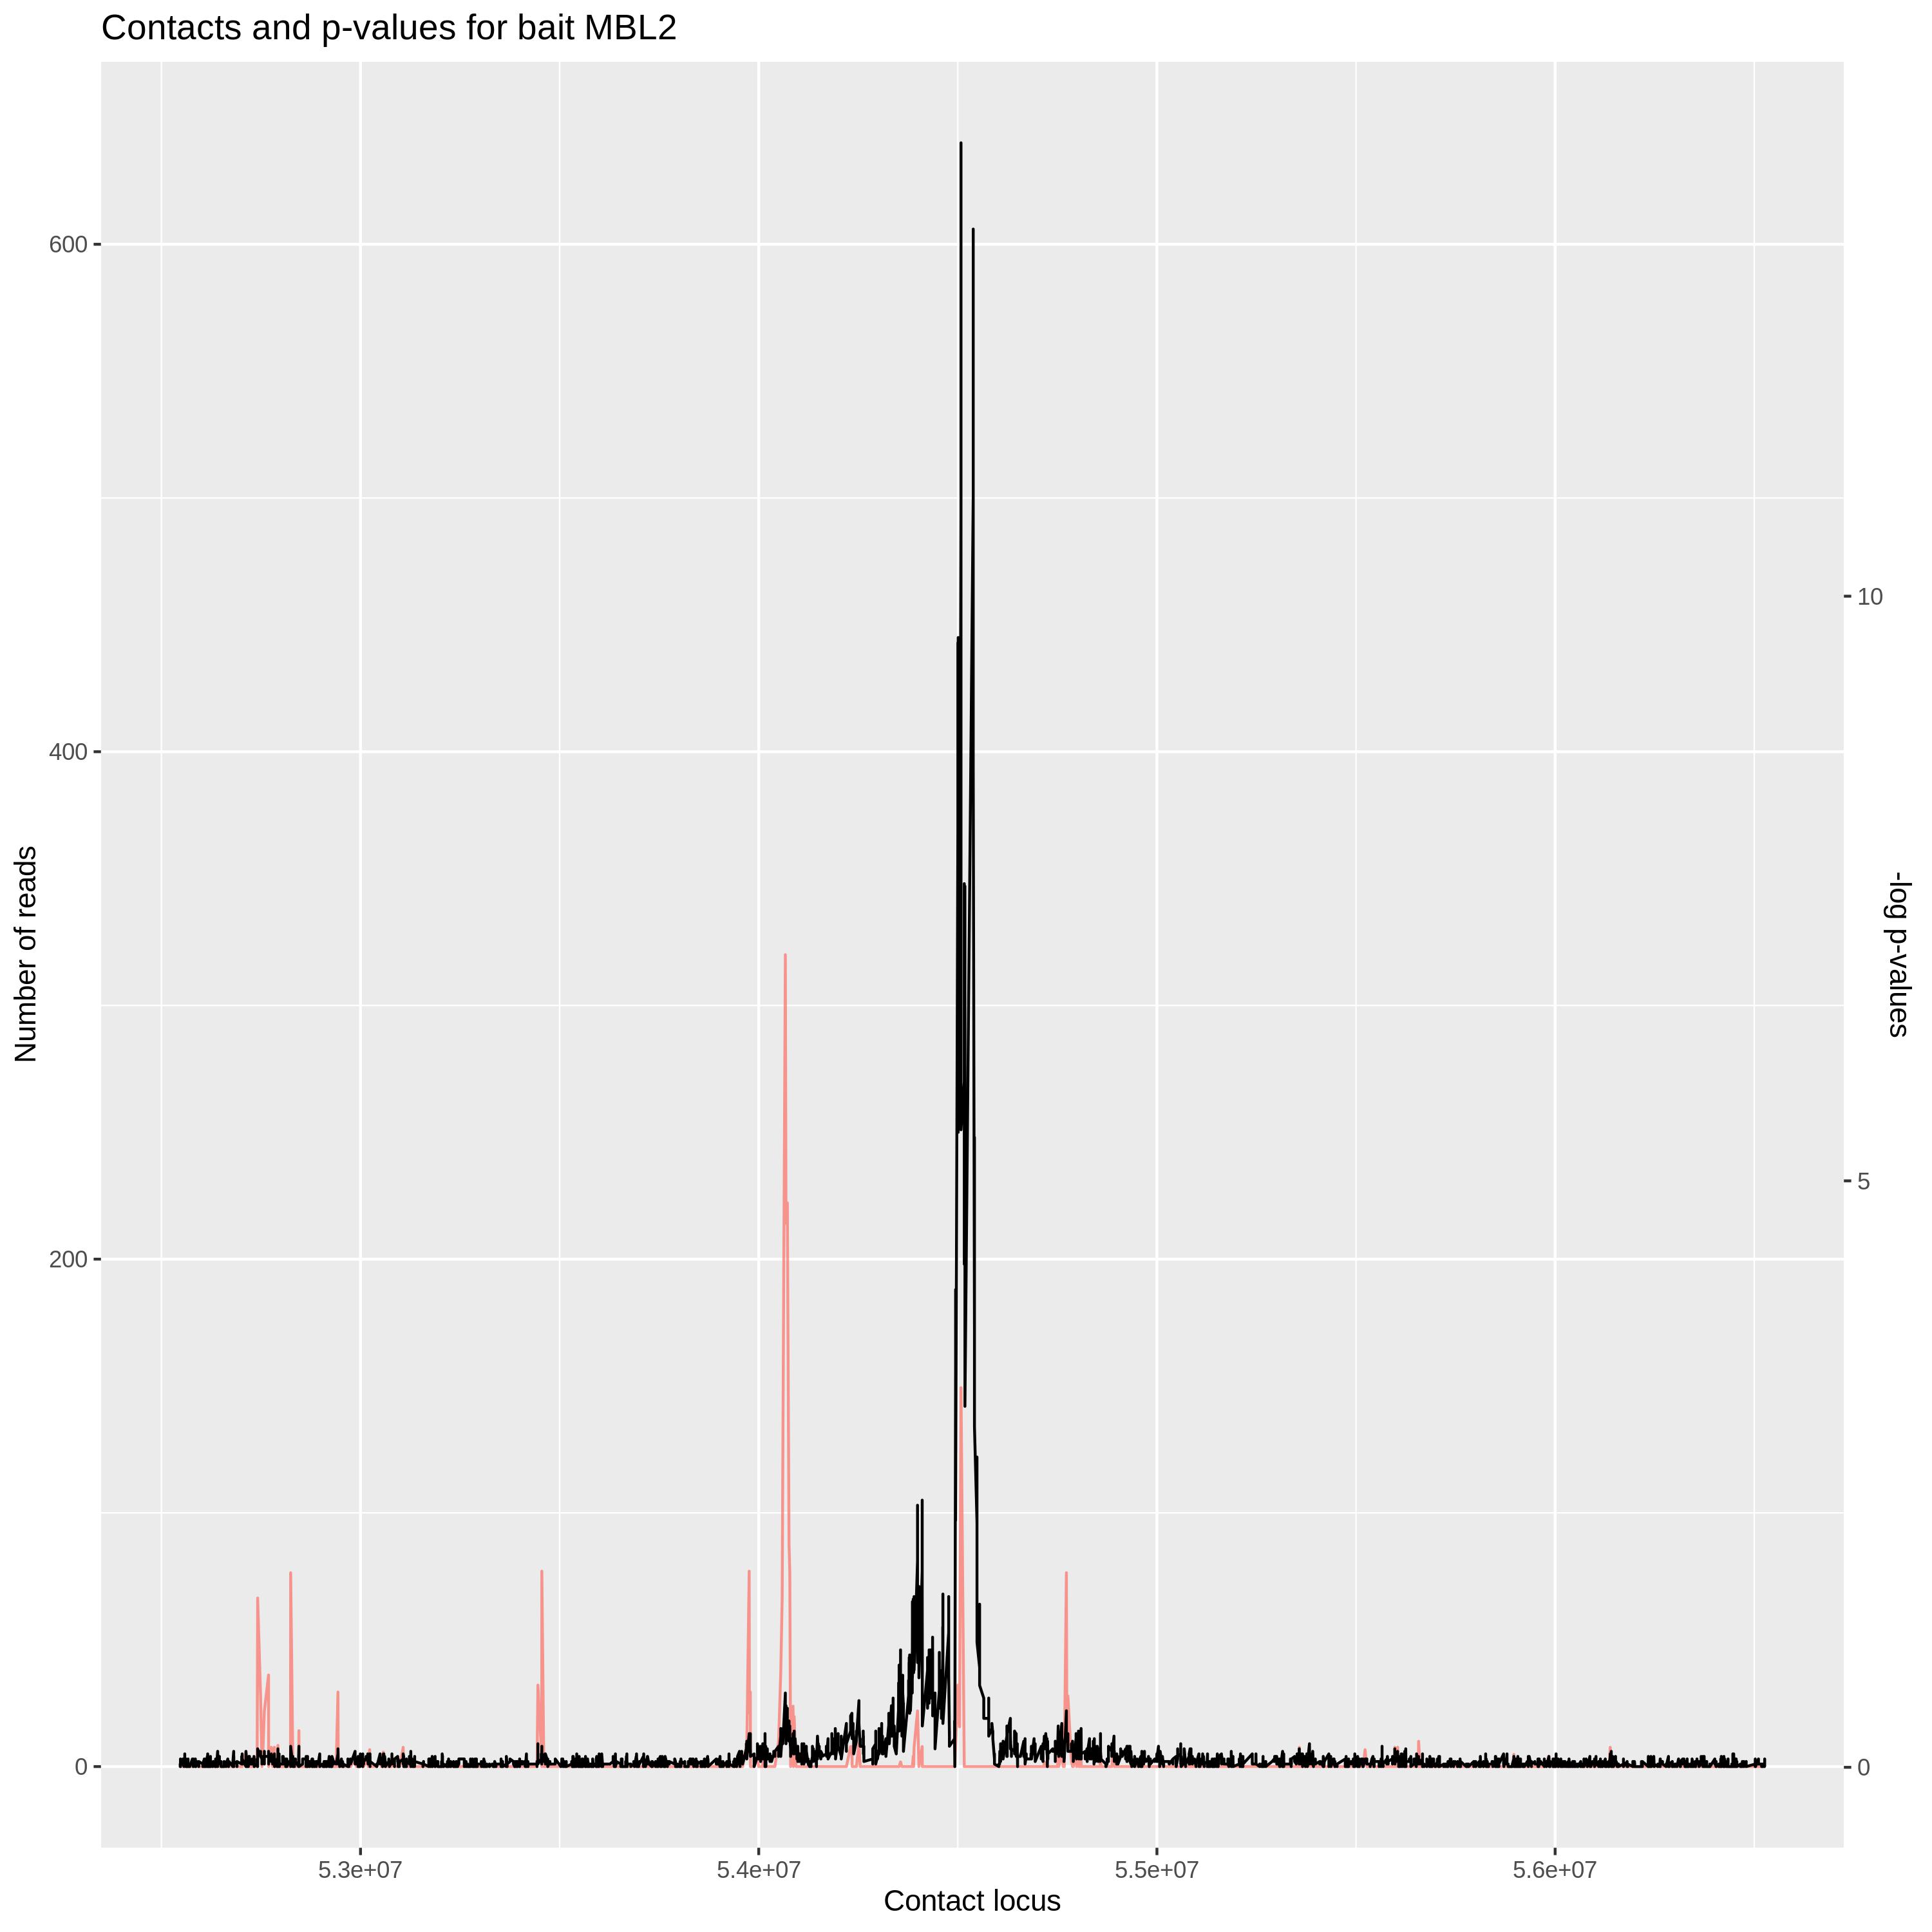 Contacts and p-values for bait MBL2
Number of reads
600
400
200
0
10
5
0
-log p-values
5.3e+07
5.4e+07
5.5e+07
5.6e+07
Contact locus